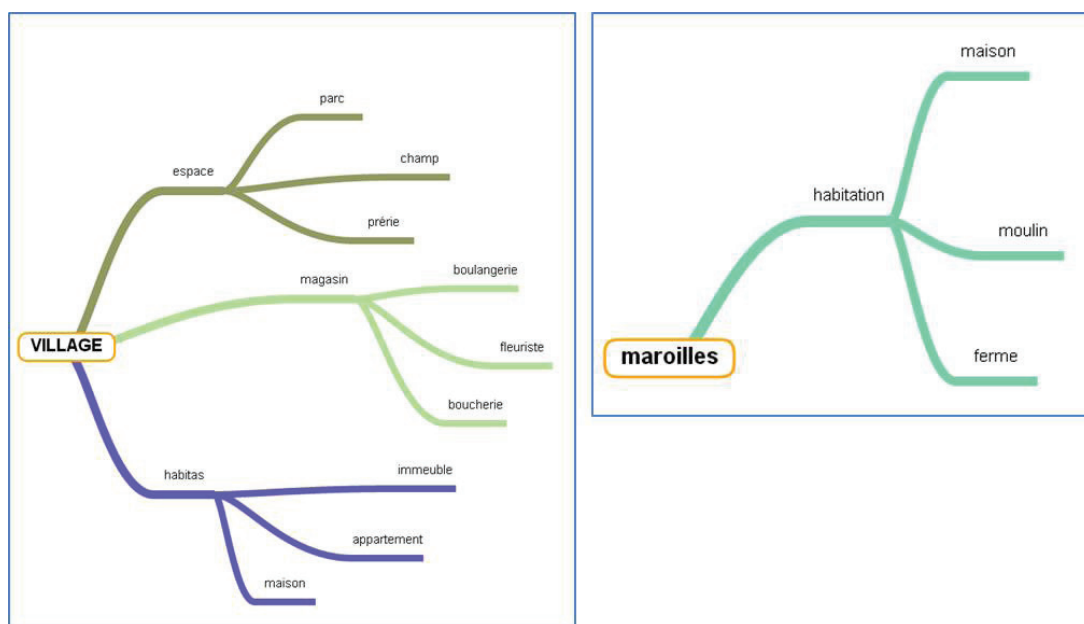 VILLAGE
espace
parc
champ
prérie
magasin
boulangerie
fleuriste
boucherie
habitas
immeuble
appartement
maison
maroilles
habitation
maison
moulin
ferme